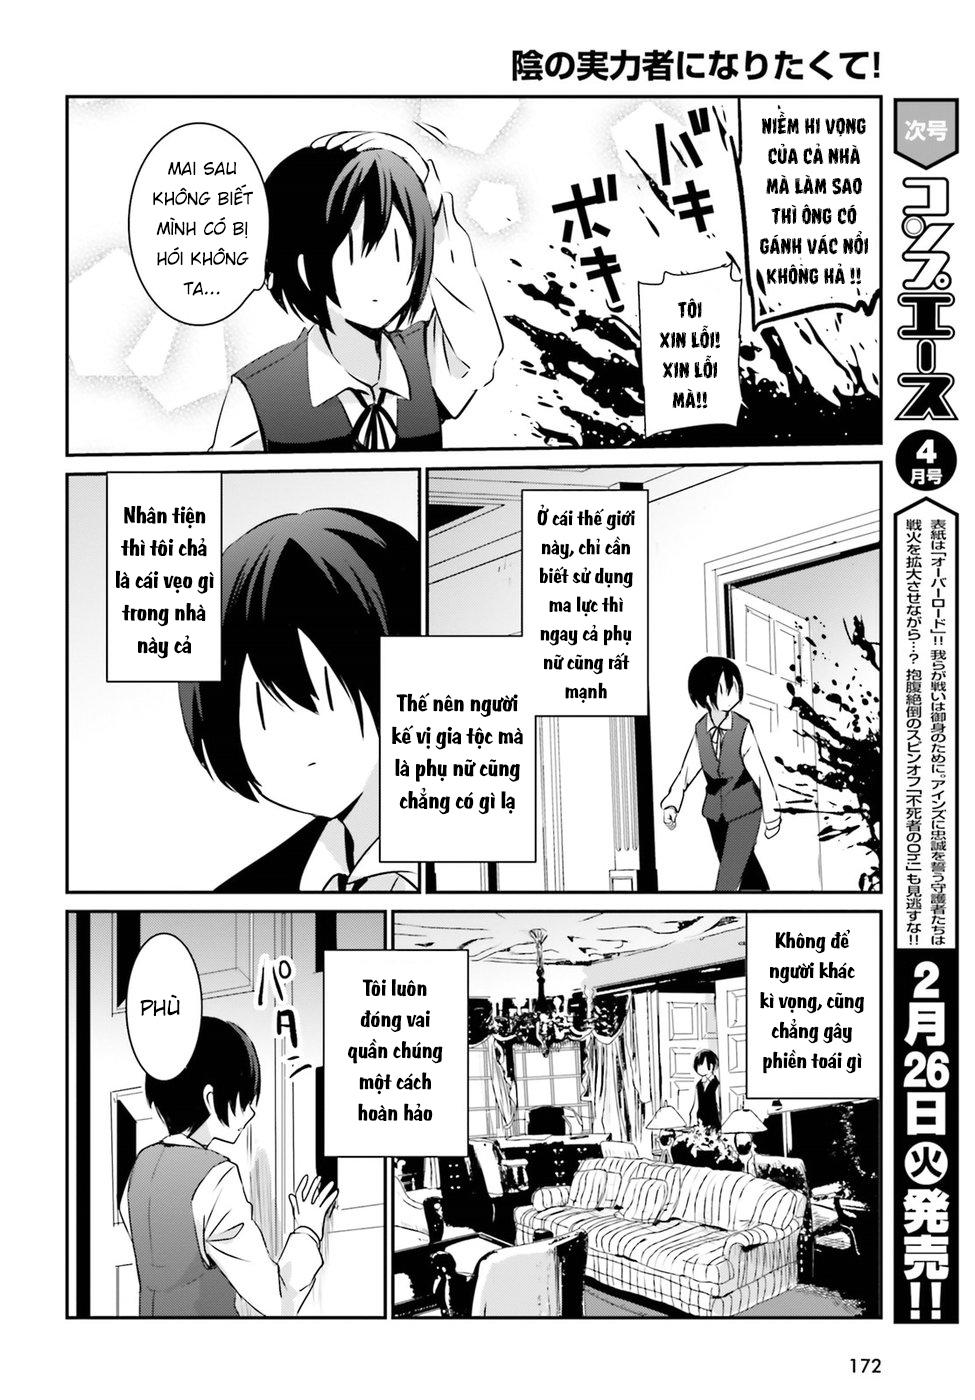 陰の実力者になりたくて!
NIỀM HI VỌNG
CỦA CẢ NHÀ
MÀ LÀM SAO
THÌ ÔNG CÓ
GÁNH VÁC NỔI
KHÔNG HẢ !!
ボキ
ボキ
TÔI
XIN LỖI!
XIN LỖI
MÀ!!
MAI SAU
KHÔNG BIẾT
MÌNH CÓ BỊ
HÓI KHÔNG
TA...
Ở cái thế giới
này, chỉ cần
biết sử dụng
ma lực thì
ngay cả phụ
nữ cũng rất
mạnh
Thế nên người
kế vị gia tộc mà
là phụ nữ cũng
chẳng có gì lạ
Nhân tiện
thì tôi chả
là cái vẹo gì
trong nhà
này cả
Không để
người khác
kì vọng, cũng
chẳng gây
phiền toái gì
Tôi luôn
đóng vai
quần chúng
một cách
hoàn hảo
パタン
PHÙ
次号
コンプエース
4
月号
表紙は「オーバーロード」!! 我らが戦いは御身のために。アインズに忠誠を誓う守護者たちは
戦火を拡大させながら…? 抱腹絶倒のスピンオフ「不死者のOh!」も見逃すな!!
2月26日火発売!!
172